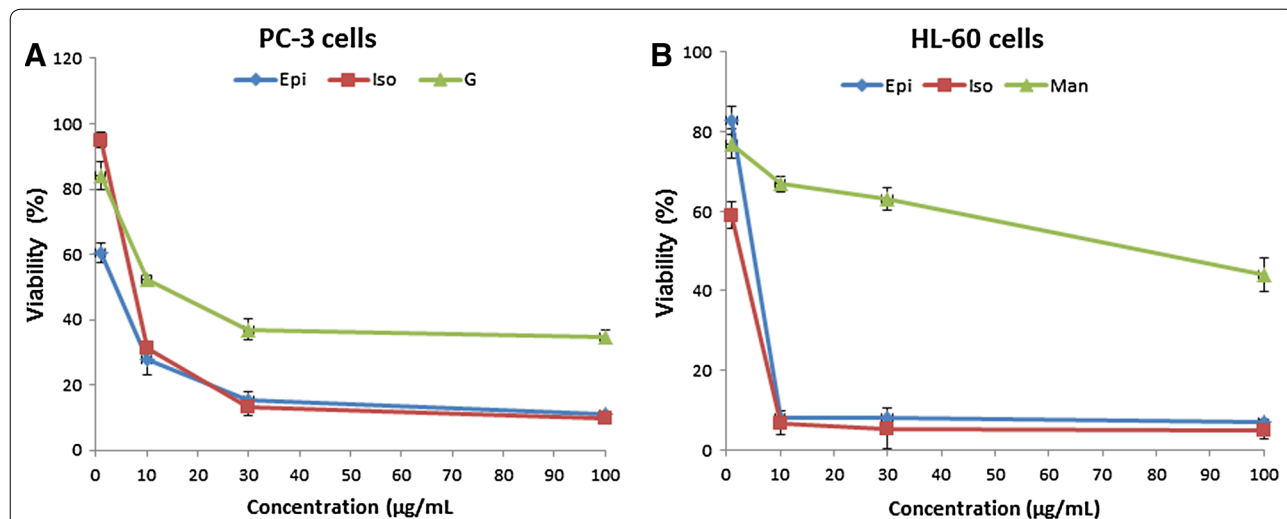 A
PC-3 cells
Epi Iso G
Viability (%)
120
100
80
60
40
20
0
0 10 20 30 40 50 60 70 80 90 100
Concentration (µg/mL
B
HL-60 cells
Epi Iso Man
Viability (%)
100
80
60
40
20
0
0 10 20 30 40 50 60 70 80 90 100
Concentration (µg/mL)